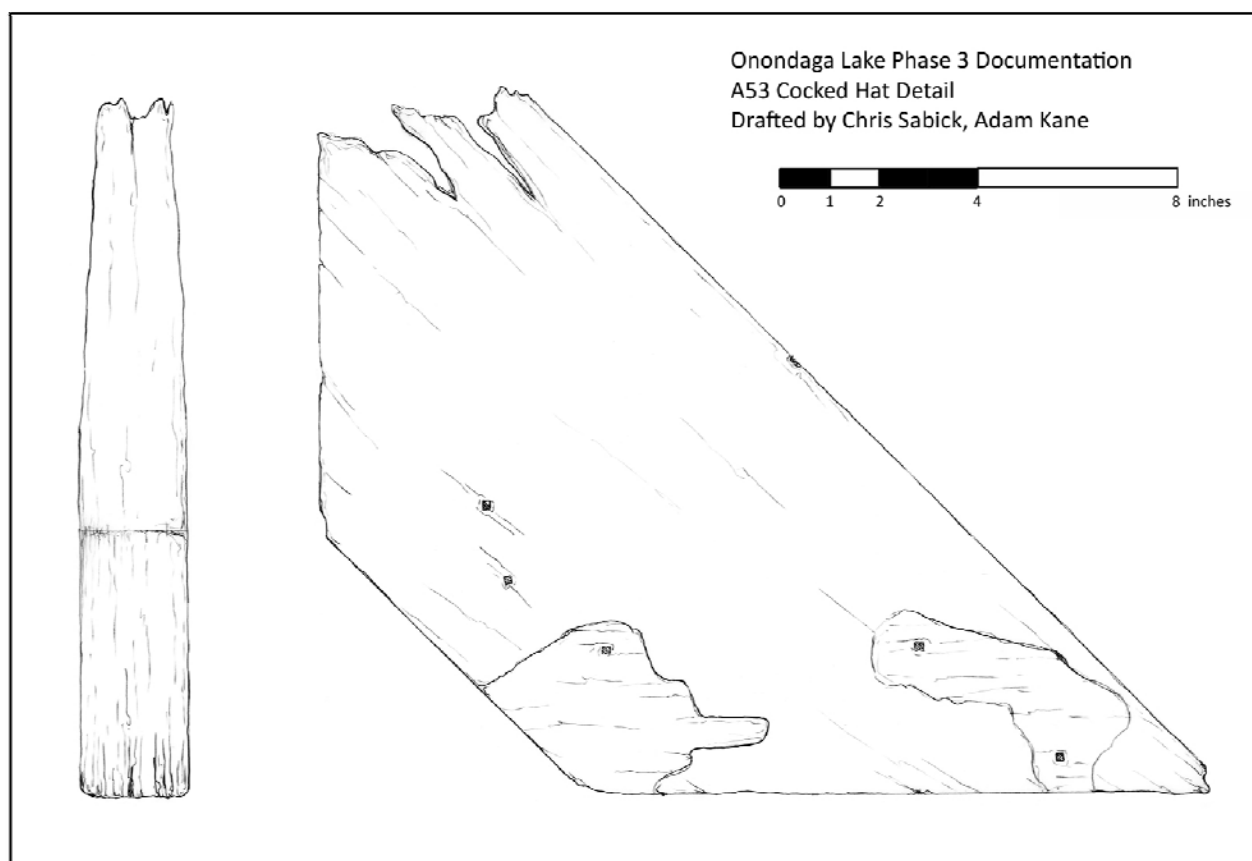 Onondaga Lake Phase 3 Documentation
A53 Cocked Hat Detail
Drafted by Chris Sabick, Adam Kane
0 1 2 4 8 inches